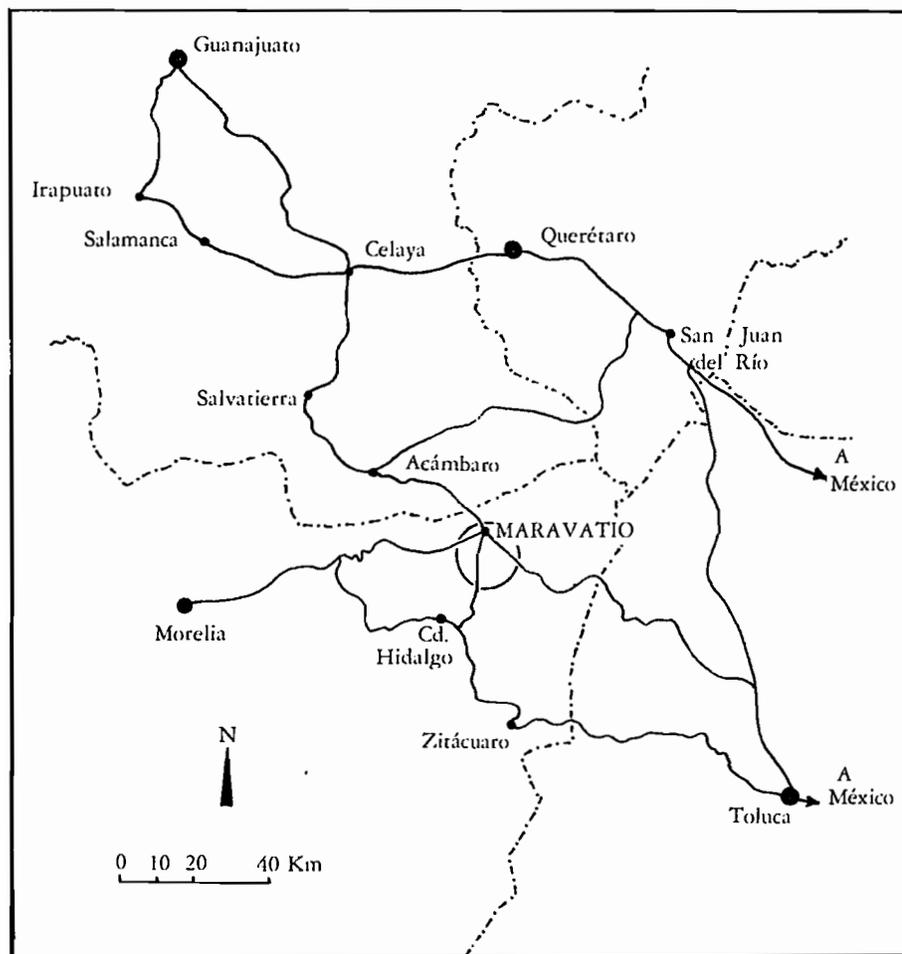 Guanajuato
Irapuato
Salamanca
Celaya
Querétaro
San Juan
del Río
Salvatierra
Acámbaro
A
México
MARAVATIO
Morelia
Cd.
Hidalgo
Zitácuaro
N
A
México
Toluca
0 10 20 40 Km